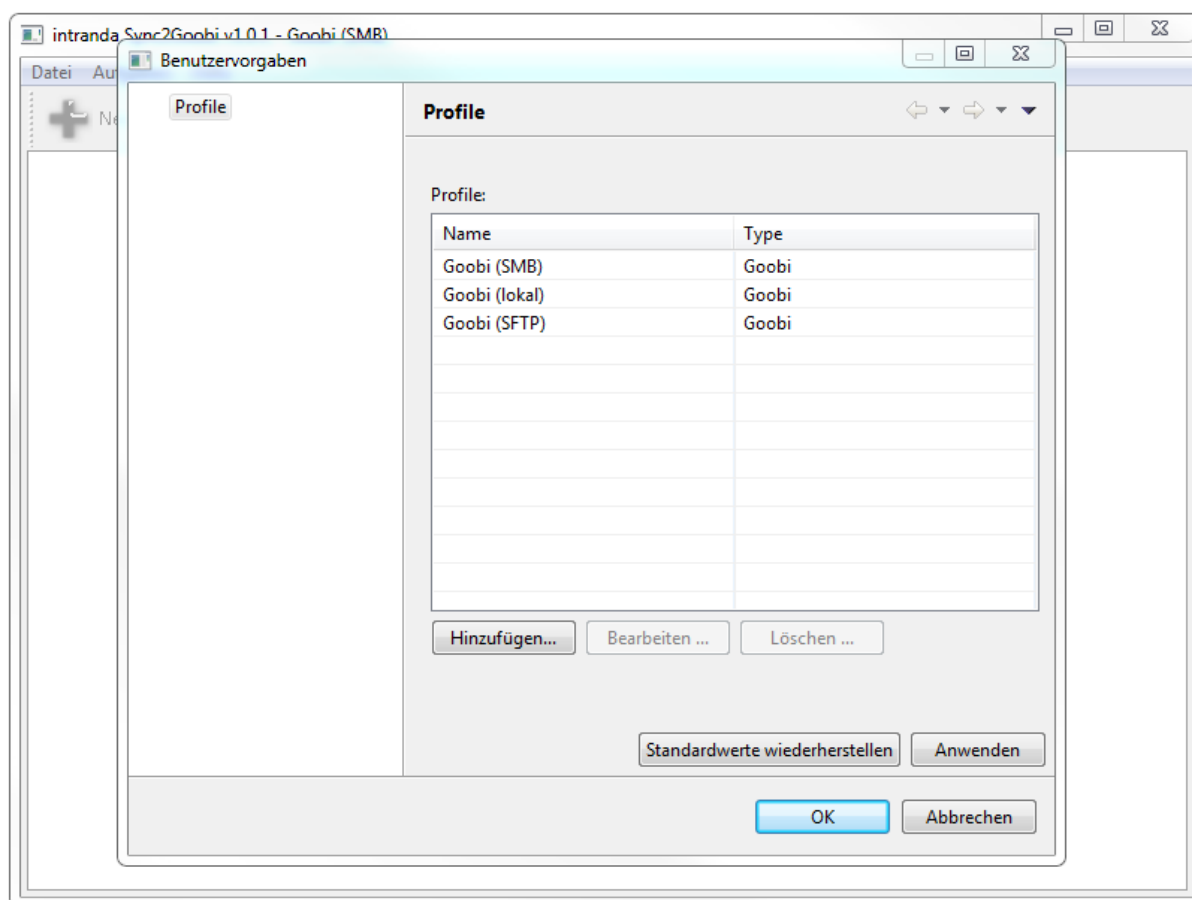 intranda Sync2Goobi v1.0.1 - Goobi (SMB)
Benutzervorgaben
Datei
Profile
Profile
Profile:
Name Type
Goobi (SMB) Goobi
Goobi (lokal) Goobi
Goobi (SFTP) Goobi
Hinzufügen... Bearbeiten ... Löschen ...
Standardwerte wiederherstellen Anwenden
OK Abbrechen